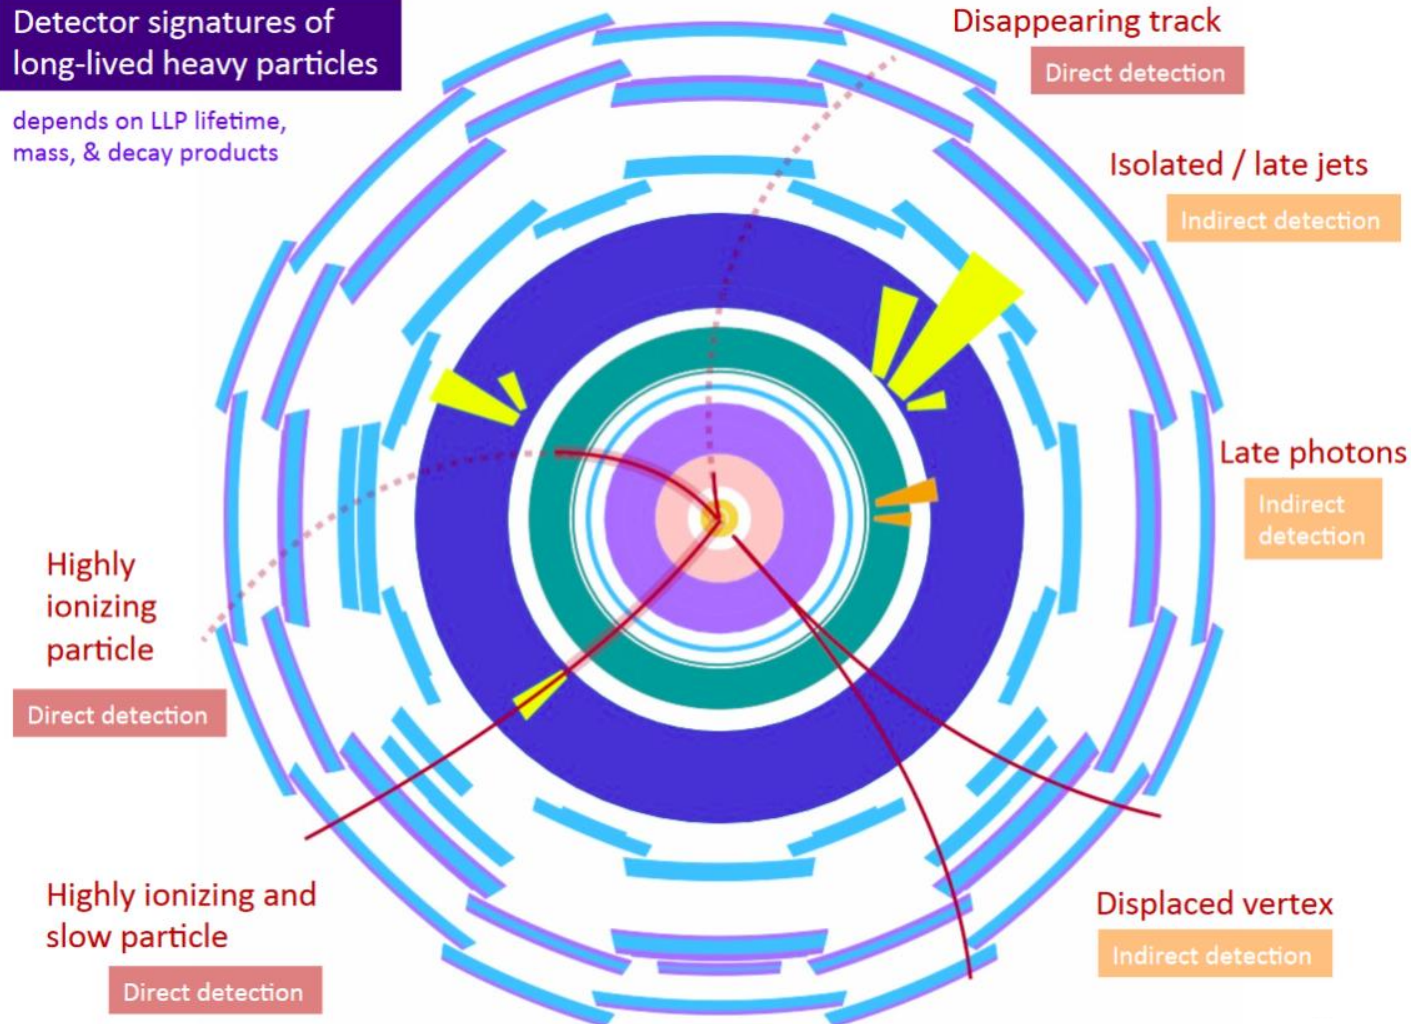 Detector signatures of
long-lived heavy particles
depends on LLP lifetime,
mass, & decay products
Disappearing track
Direct detection
Isolated / late jets
Indirect detection
Late photons
Indirect
detection
Highly
ionizing
particle
Direct detection
Highly ionizing and
slow particle
Direct detection
Displaced vertex
Indirect detection